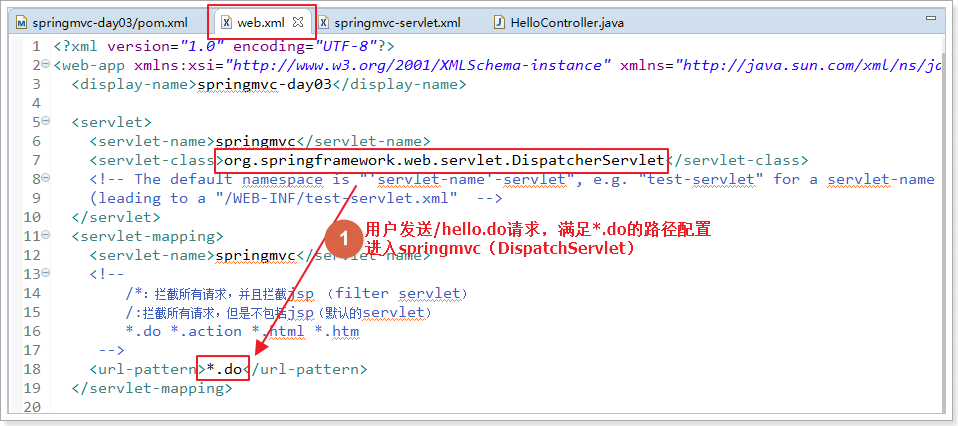 springmvc-day03/pom.xml web.xml springmvc-servlet.xml HelloController.java
1 <?xml version="1.0" encoding="UTF-8"?>
2 <web-app xmlns:xsi="http://www.w3.org/2001/XMLSchema-instance" xmlns="http://java.sun.com/xml/ns/ja
3 <display-name>springmvc-day03</display-name>
4
5 <servlet>
6 <servlet-name>springmvc</servlet-name>
7 <servlet-class>org.springframework.web.servlet.DispatcherServlet</servlet-class>
8 <!-- The default namespace is "'servlet-name'-servlet", e.g. "test-servlet" for a servlet-name
9 (leading to a "/WEB-INF/test-servlet.xml" -->
10 </servlet>
1 用户发送/hello.do请求，满足*.do的路径配置
进入springmvc（DispatchServlet）
11 <servlet-mapping>
12 <servlet-name>springmvc</servlet-name>
13 <!--
14 /*：拦截所有请求，并且拦截jsp （filter servlet）
15 /:拦截所有请求，但是不包括jsp（默认的servlet）
16 *.do *.action *.html *.htm
17 -->
18 <url-pattern>*.do</url-pattern>
19 </servlet-mapping>
20